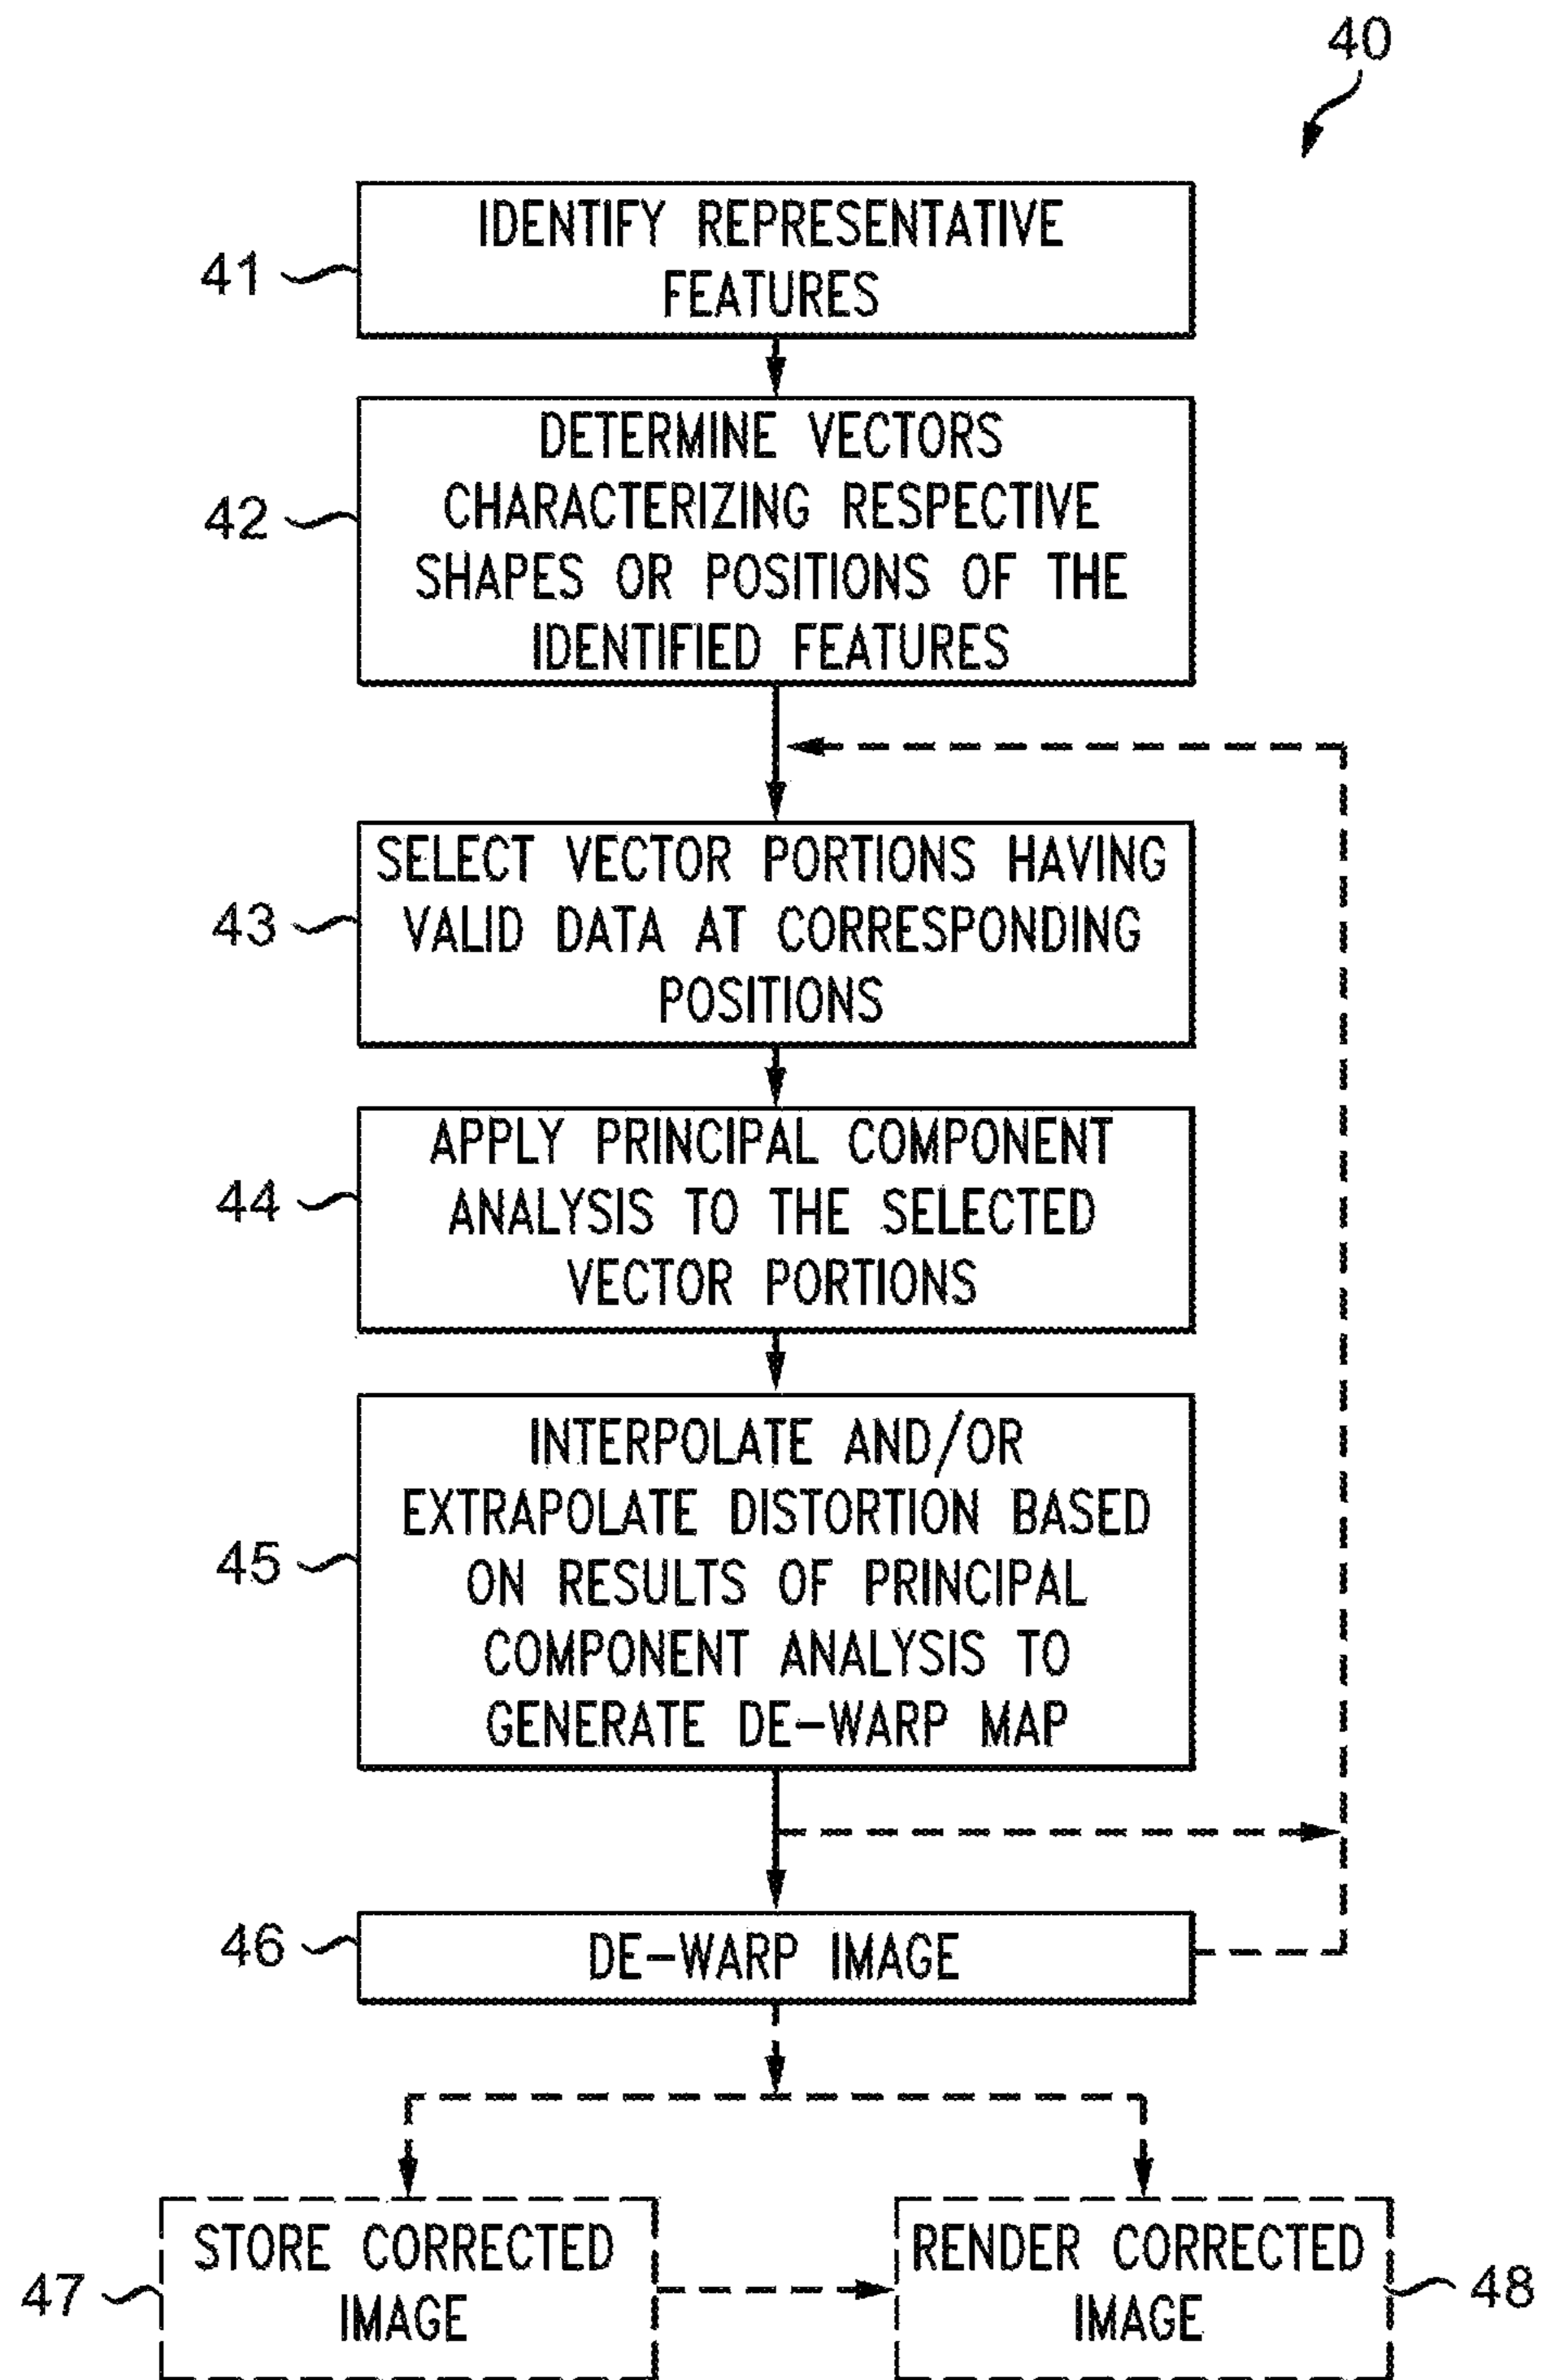 40
IDENTIFY REPRESENTATIVE
FEATURES
41
DETERMINE VECTORS
CHARACTERIZING RESPECTIVE
SHAPES OR POSITIONS OF THE
IDENTIFIED FEATURES
42
SELECT VECTOR PORTIONS HAVING
VALID DATA AT CORRESPONDING
POSITIONS
43
APPLY PRINCIPAL COMPONENT
ANALYSIS TO THE SELECTED
VECTOR PORTIONS
44
INTERPOLATE AND/OR
EXTRAPOLATE DISTORTION BASED
ON RESULTS OF PRINCIPAL
COMPONENT ANALYSIS TO
GENERATE DE-WARP MAP
45
DE-WARP IMAGE
46
STORE CORRECTED
IMAGE
47
RENDER CORRECTED
IMAGE
48